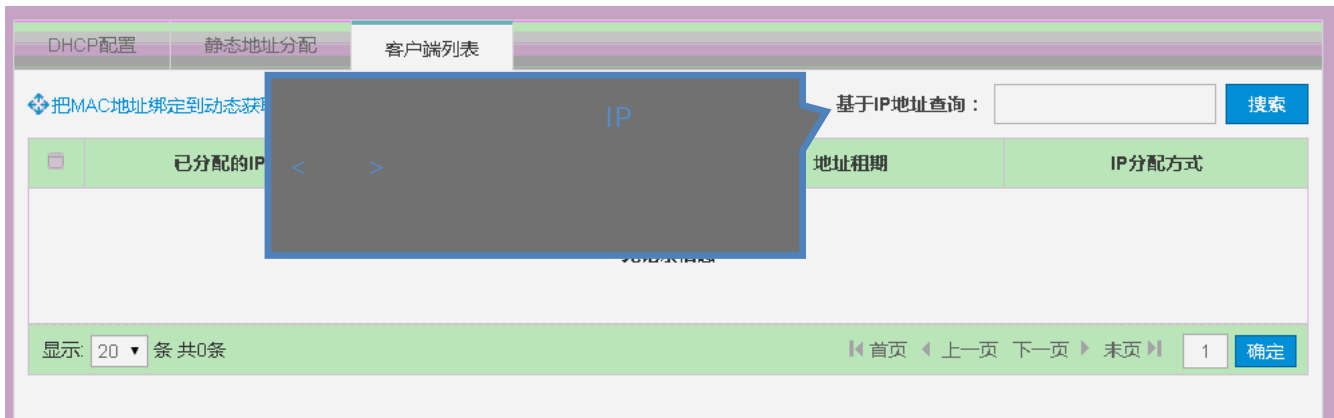 DHCP配置 静态地址分配 客户端列表
把MAC地址绑定到动态获 基于IP地址查询： 搜索
IP
已分配的IP 地址租期 IP分配方式
< >
显示: 20 条 共0条 首页 上一页 下一页 末页 1 确定